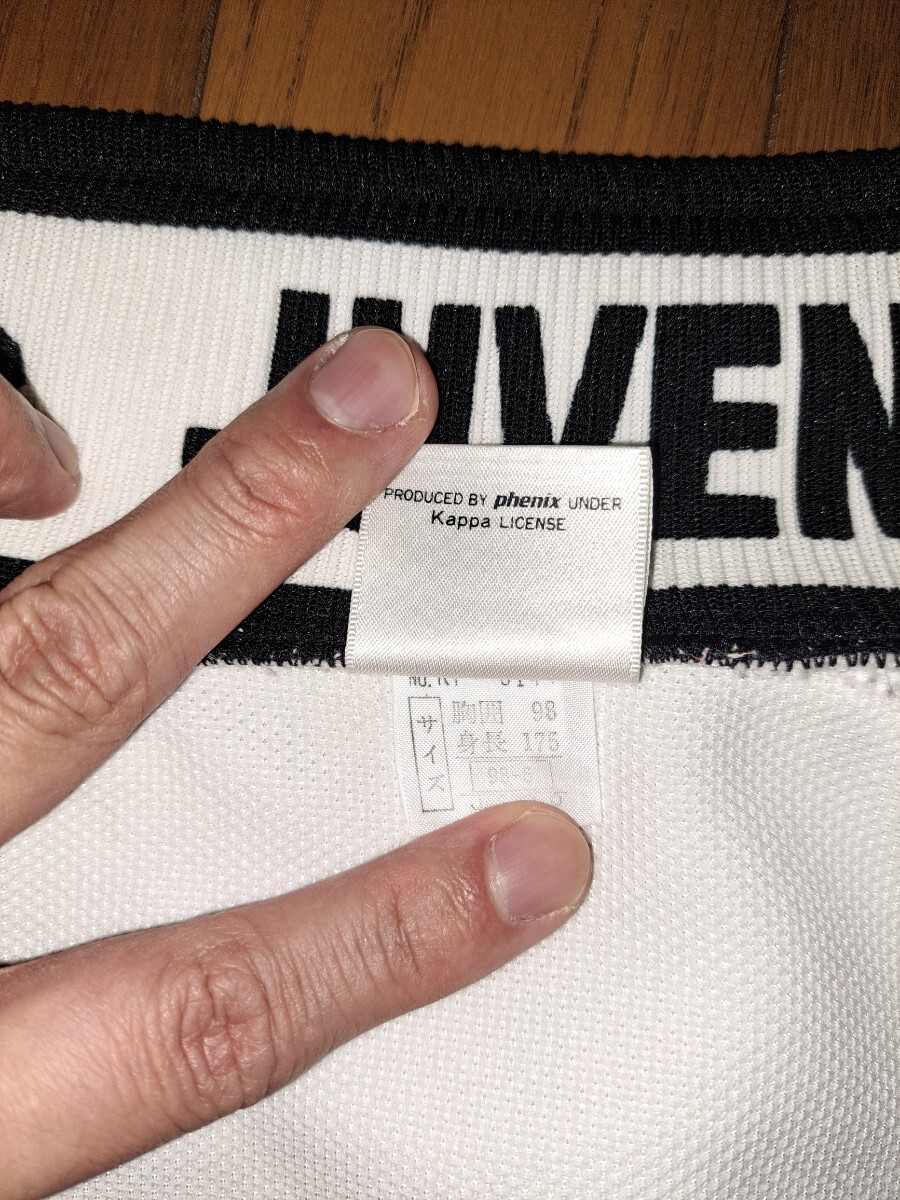 JUVEN
PRODUCED BY phenix UNDER
Kappa LICENSE
サイズ
胸囲 98
身長 175